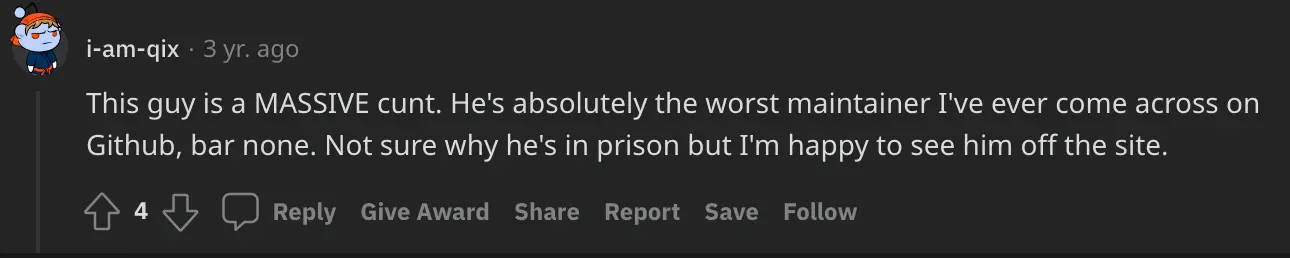 i-am-qix · 3 yr. ago
This guy is a MASSIVE cunt. He's absolutely the worst maintainer I've ever come across on
Github, bar none. Not sure why he's in prison but I'm happy to see him off the site.
4 Reply Give Award Share Report Save Follow